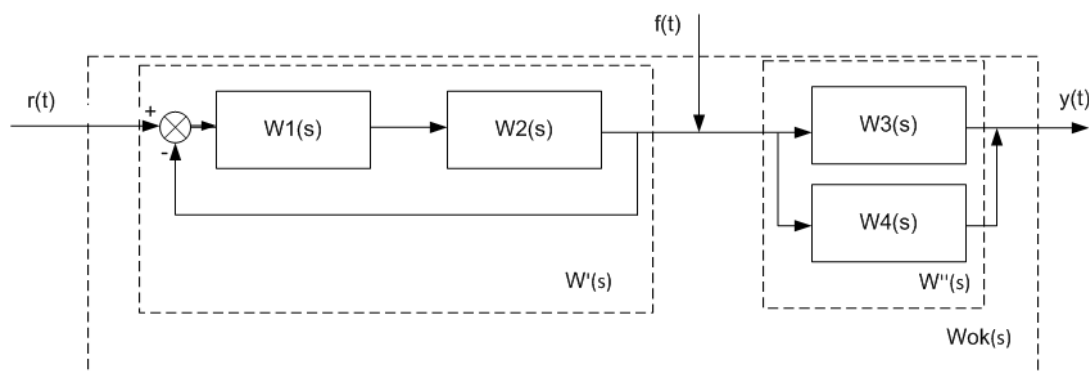 f(t)
r(t)
y(t)
+
-
W1(s)
W2(s)
W3(s)
W4(s)
W'(s)
W''(s)
Wok(s)